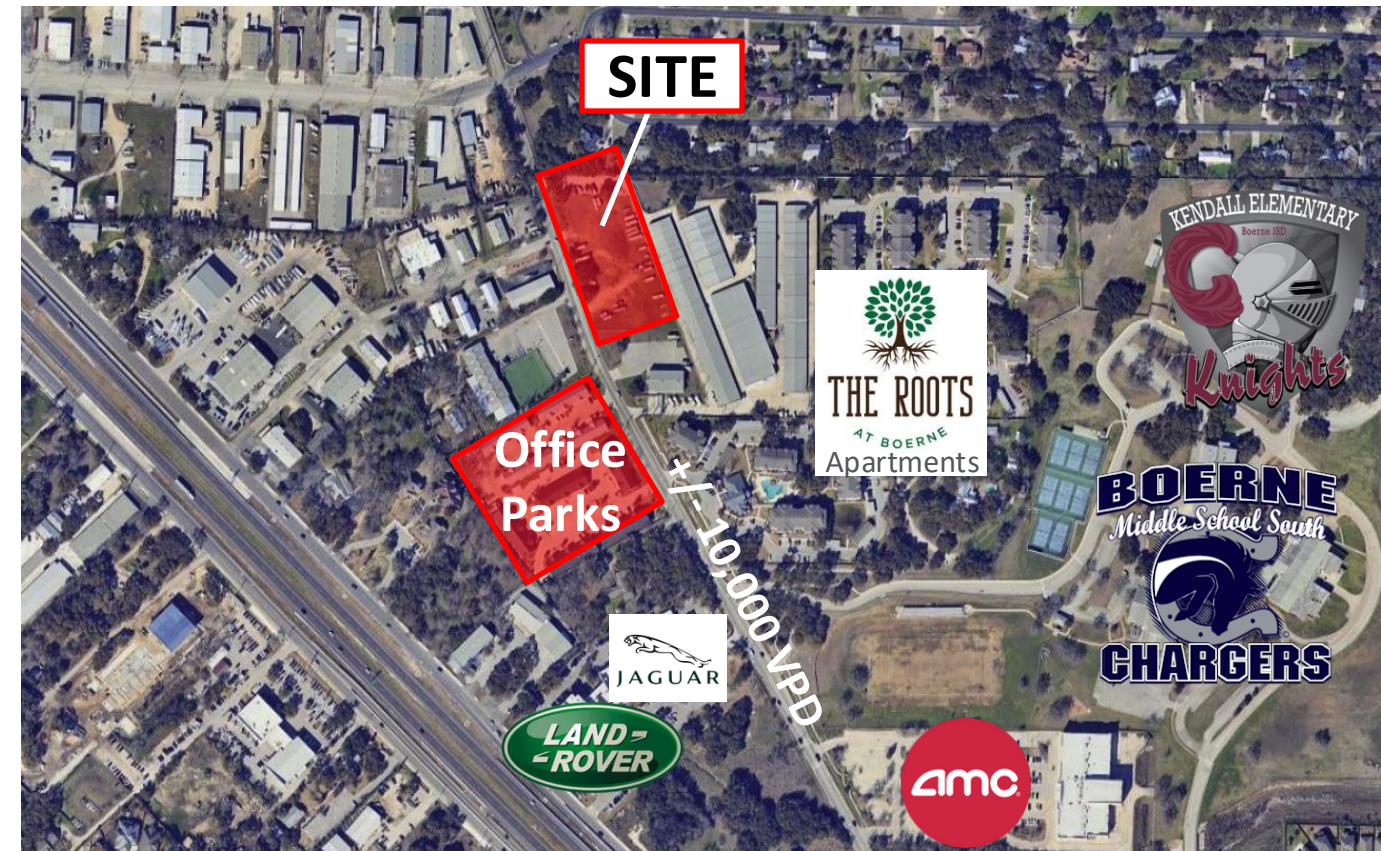 SITE
KENDALL ELEMENTARY
Boerne ISD
Knights
THE ROOTS
AT BOERNE
Apartments
Office
Parks
+/- 10,000 VPD
BOERNE
Middle School South
CHARGERS
JAGUAR
LAND-
-ROVER
amc